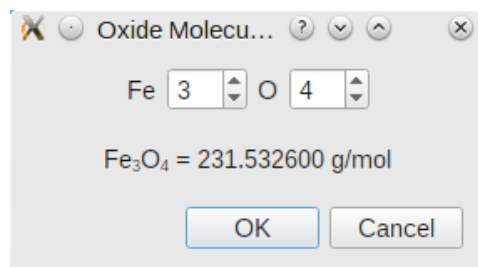 Oxide Molecu...
Fe 3 O 4
Fe₃O₄ = 231.532600 g/mol
OK Cancel